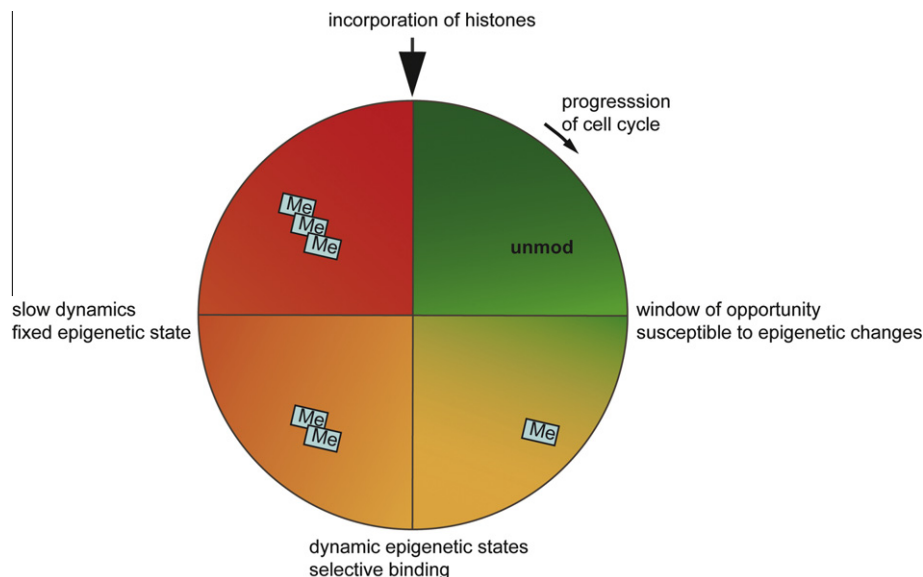 incorporation of histones
progresssion
of cell cycle
Me
Me
Me
unmod
slow dynamics
fixed epigenetic state
window of opportunity
susceptible to epigenetic changes
Me
Me
Me
dynamic epigenetic states
selective binding